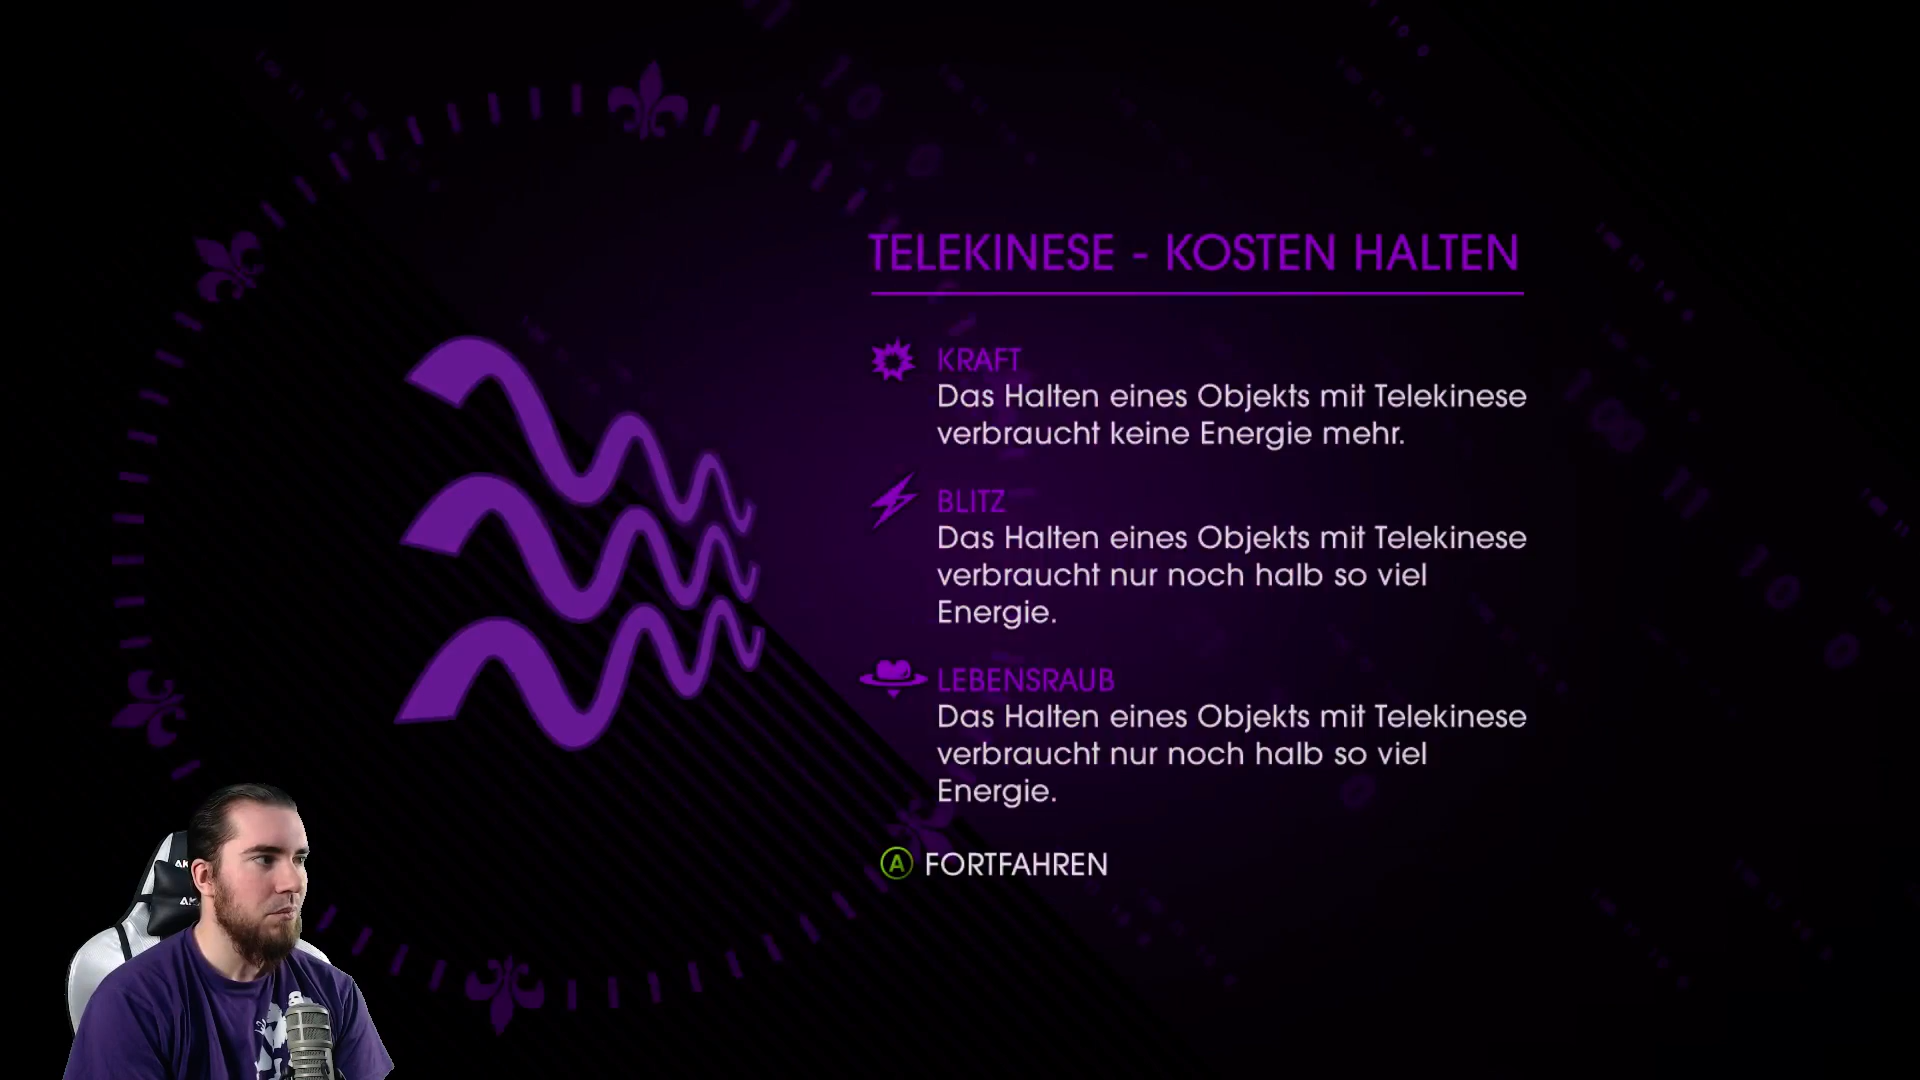 TELEKINESE - KOSTEN HALTEN
KRAFT
Das Halten eines Objekts mit Telekinese
verbraucht keine Energie mehr.
BLITZ
Das Halten eines Objekts mit Telekinese
verbraucht nur noch halb so viel
Energie.
LEBENSRAUB
Das Halten eines Objekts mit Telekinese
verbraucht nur noch halb so viel
Energie.
A FORTFAHREN